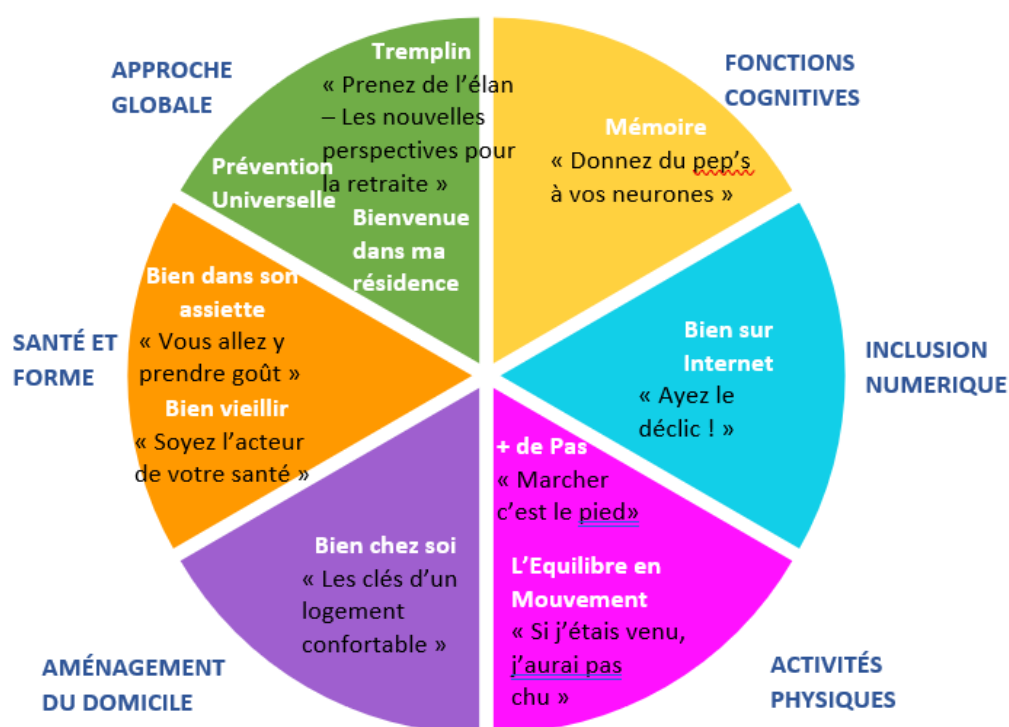 APPROCHE
GLOBALE
Tremplin
« Prenez de l’élan
– Les nouvelles
perspectives pour
la retraite »
Prévention
Universelle
Bienvenue
dans ma
résidence
FONCTIONS
COGNITIVES
Mémoire
« Donnez du pep’s
à vos neurones »
SANTÉ ET
FORME
Bien dans son
assiette
« Vous allez y
prendre goût »
Bien vieillir
« Soyez l’acteur
de votre santé »
Bien sur
Internet
« Ayez le
déclic ! »
INCLUSION
NUMERIQUE
AMÉNAGEMENT
DU DOMICILE
Bien chez soi
« Les clés d’un
logement
confortable »
+ de Pas
« Marcher
c’est le pied»
L’Equilibre en
Mouvement
« Si j’étais venu,
j’aurai pas
chu »
ACTIVITÉS
PHYSIQUES